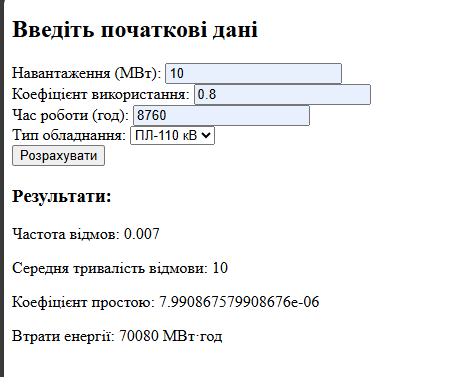 Введіть початкові дані
Навантаження (МВт): 10
Коефіцієнт використання: 0.8
Час роботи (год): 8760
Тип обладнання: ПЛ-110 кВ
Розрахувати
Результати:
Частота відмов: 0.007
Середня тривалість відмови: 10
Коефіцієнт простою: 7.990867579908676e-06
Втрати енергії: 70080 МВт·год